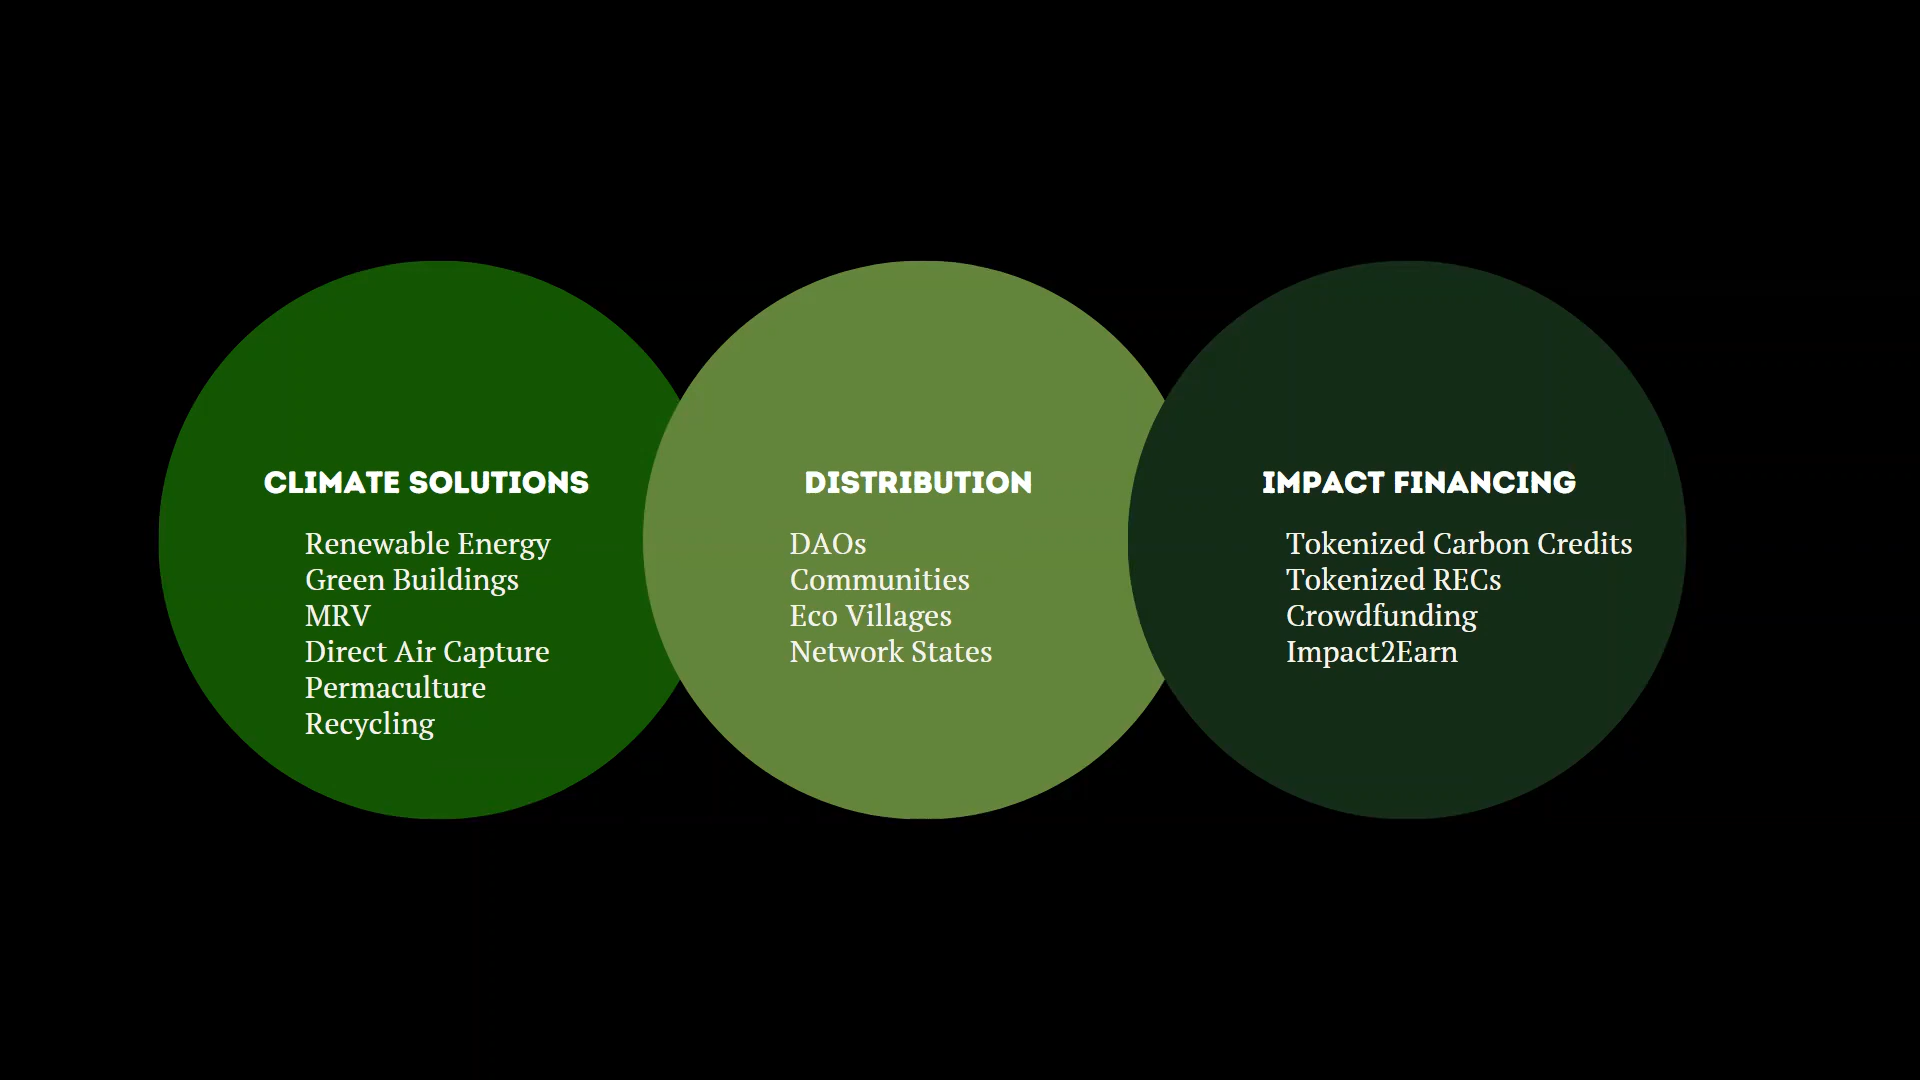 CLIMATE SOLUTIONS
Renewable Energy
Green Buildings
MRV
Direct Air Capture
Permaculture
Recycling
DISTRIBUTION
DAOs
Communities
Eco Villages
Network States
IMPACT FINANCING
Tokenized Carbon Credits
Tokenized RECs
Crowdfunding
Impact2Earn